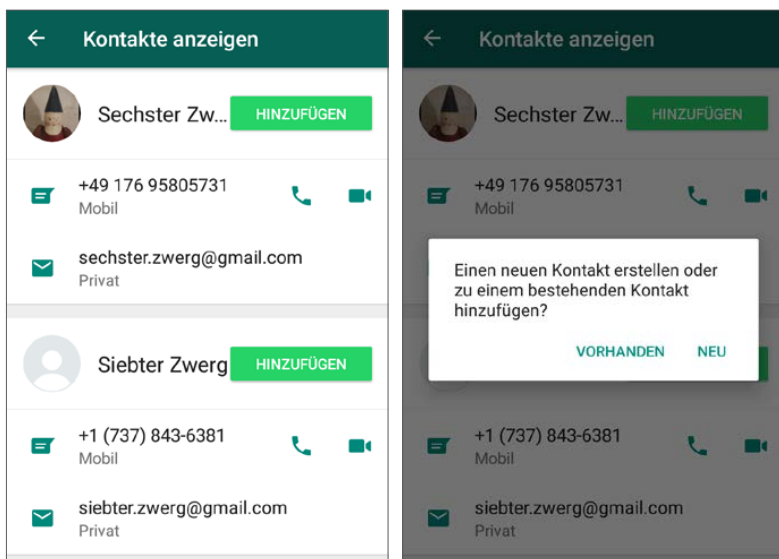 Kontakte anzeigen
Sechster Zw...
HINZUFÜGEN
+49 176 95805731
Mobil
sechster.zwerg@gmail.com
Privat
Siebter Zwerg
HINZUFÜGEN
+1 (737) 843-6381
Mobil
siebter.zwerg@gmail.com
Privat
Kontakte anzeigen
Sechster Zw...
HINZUFÜGEN
+49 176 95805731
Mobil
Einen neuen Kontakt erstellen oder
zu einem bestehenden Kontakt
hinzufügen?
VORHANDEN NEU
+1 (737) 843-6381
Mobil
siebter.zwerg@gmail.com
Privat